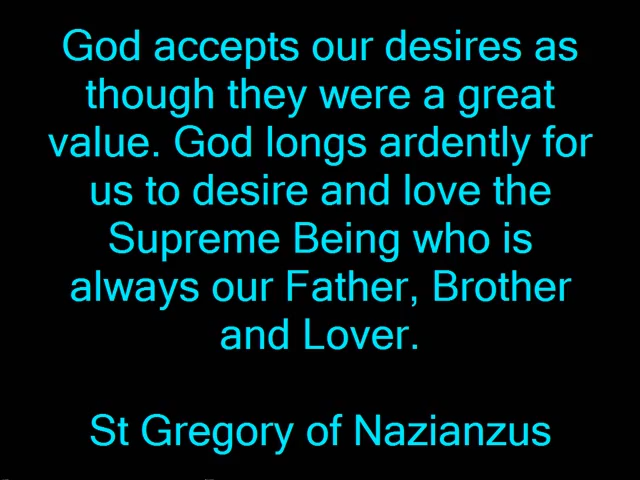 God accepts our desires as
though they were a great
value. God longs ardently for
us to desire and love the
Supreme Being who is
always our Father, Brother
and Lover.
St Gregory of Nazianzus